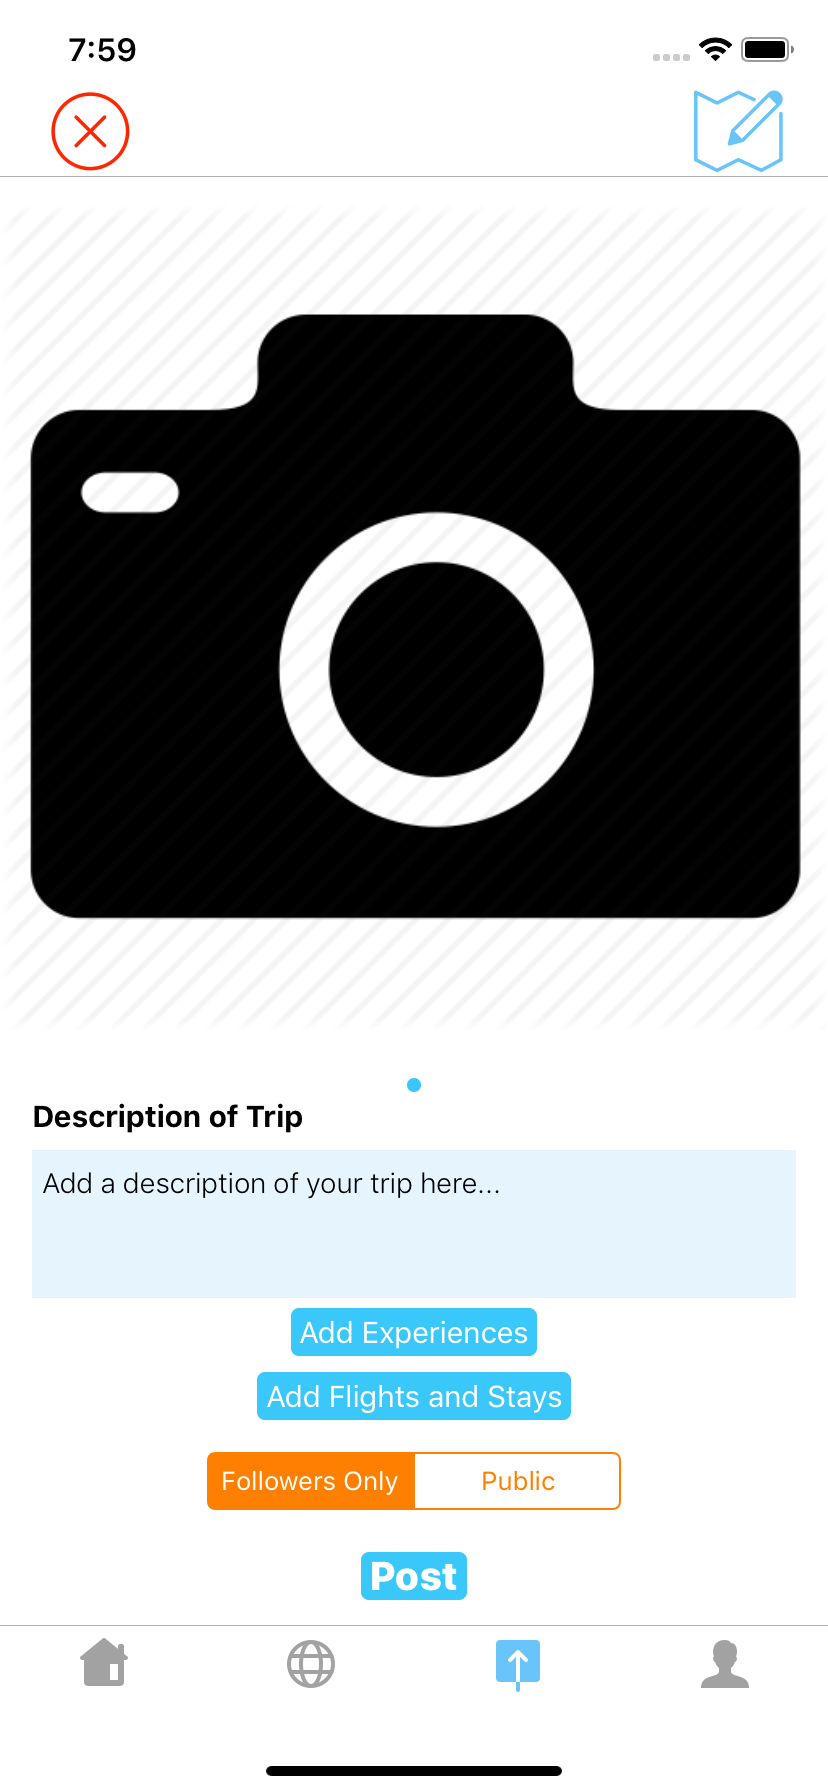 7:59
Description of Trip
Add a description of your trip here...
Add Experiences
Add Flights and Stays
Followers Only
Public
Post